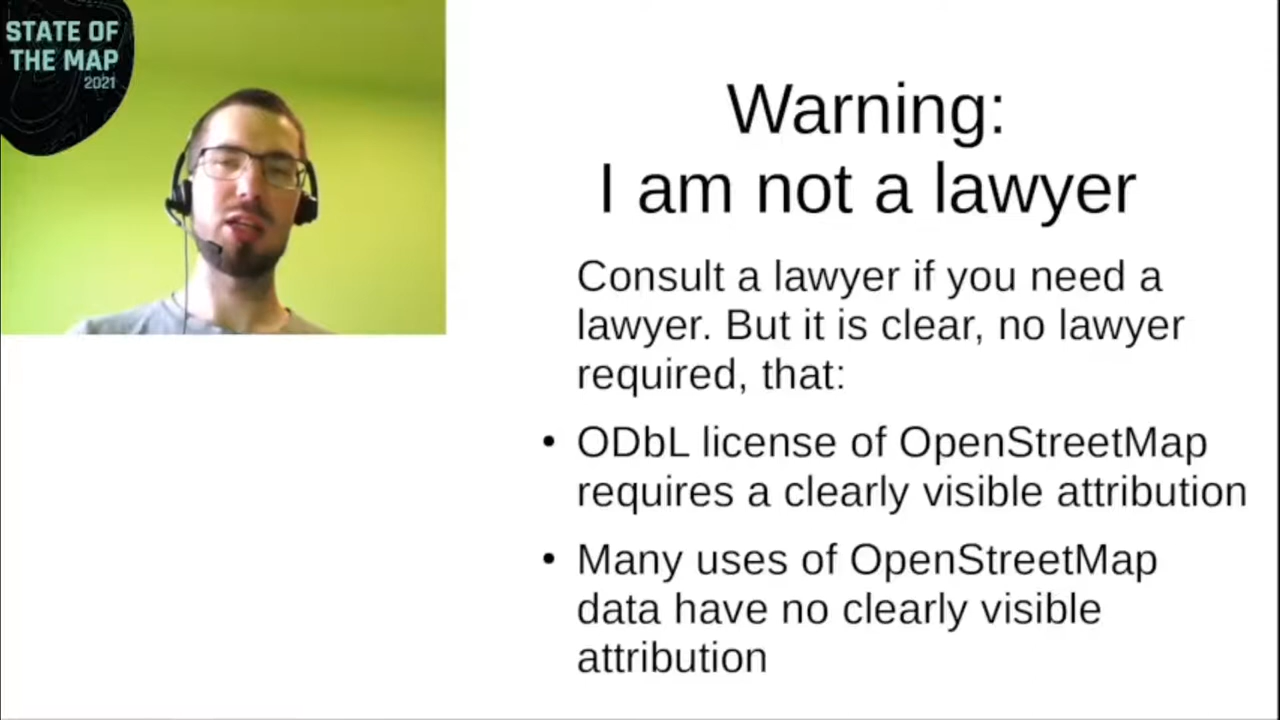 STATE OF
THE MAP
2021
Warning:
I am not a lawyer
Consult a lawyer if you need a
lawyer. But it is clear, no lawyer
required, that:
• ODbL license of OpenStreetMap
requires a clearly visible attribution
• Many uses of OpenStreetMap
data have no clearly visible
attribution